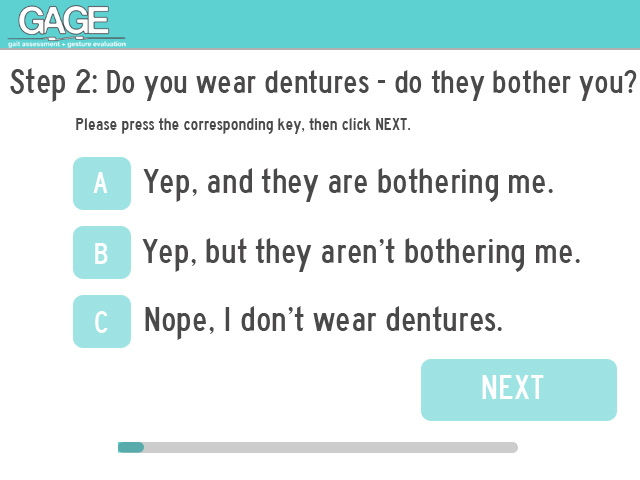 GAGE
gait assessment + gesture evaluation
Step 2: Do you wear dentures - do they bother you?
Please press the corresponding key, then click NEXT.
A Yep, and they are bothering me.
B Yep, but they aren't bothering me.
C Nope, I don't wear dentures.
NEXT